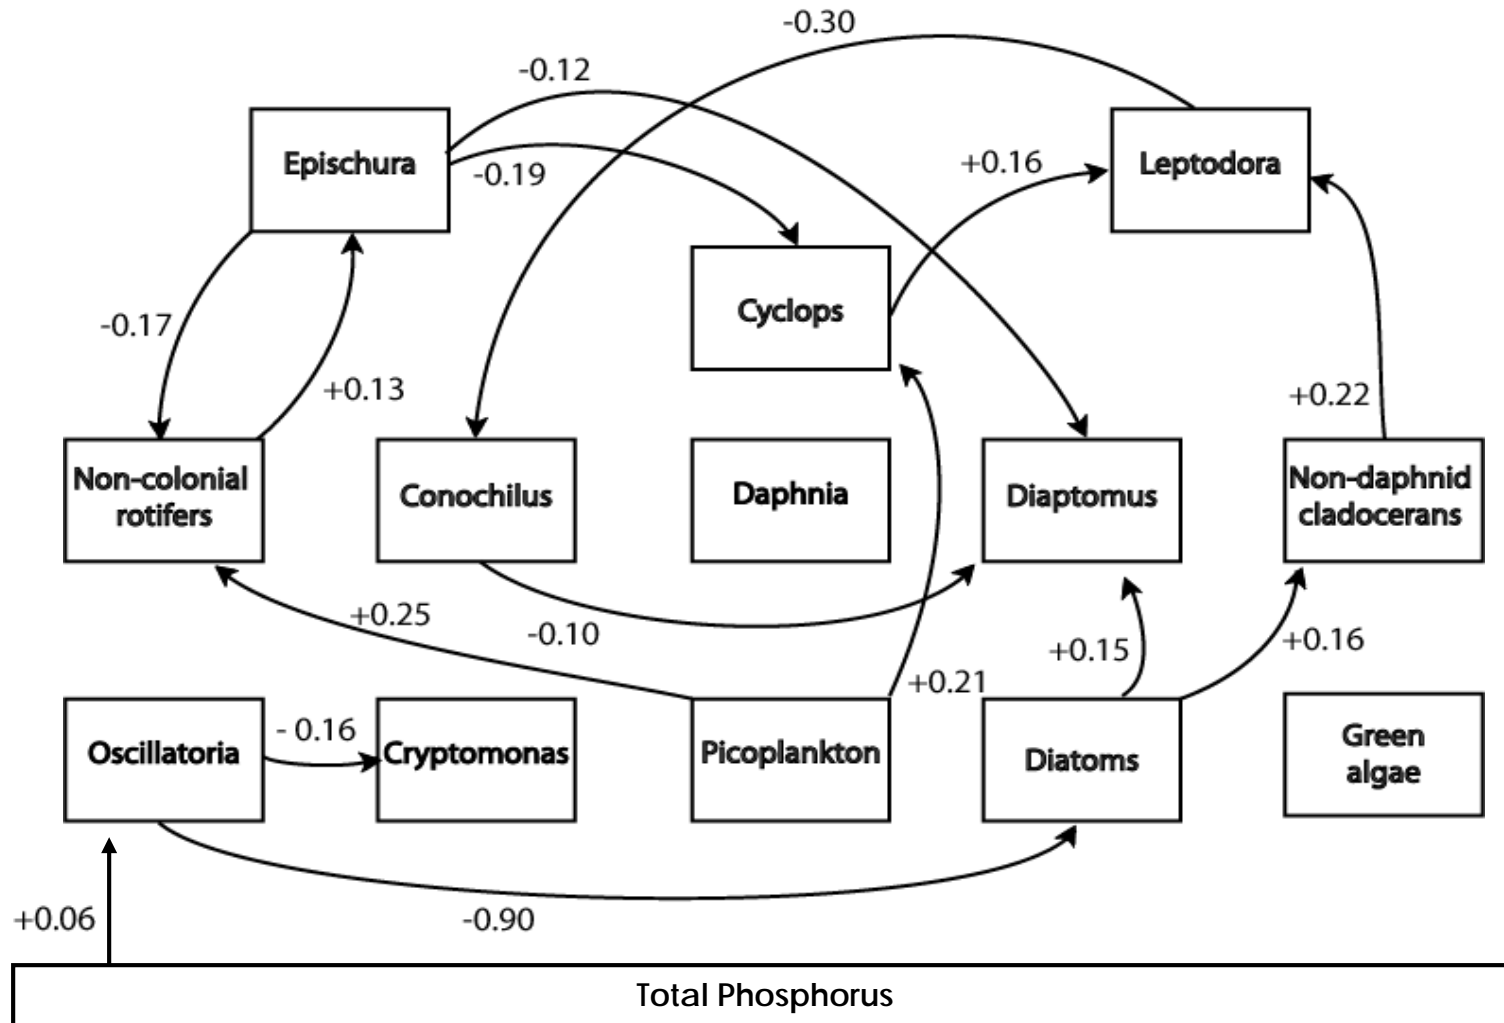 -0.30
-0.12
Epischura
-0.19
+0.16
Leptodora
Cyclops
-0.17
+0.13
+0.22
Non-colonial
rotifers
Conochilus
Daphnia
Diaptomus
Non-daphnid
cladocerans
+0.25
-0.10
+0.21
+0.15
+0.16
Oscillatoria
- 0.16
Cryptomonas
Picoplankton
Diatoms
Green
algae
+0.06
-0.90
Total Phosphorus